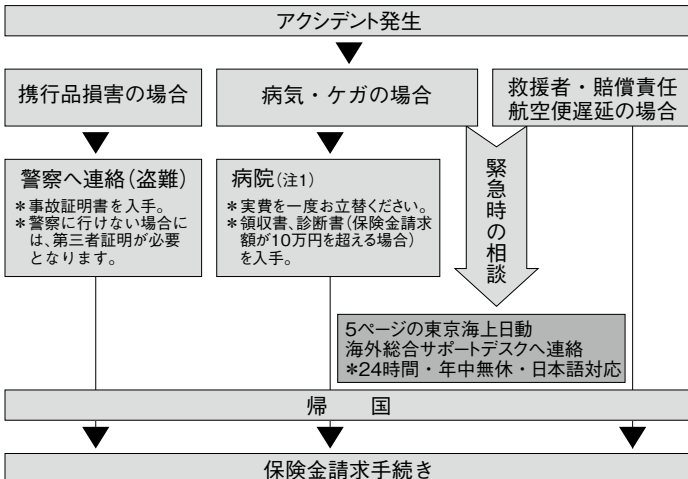 アクシデント発生
携行品損害の場合
病気・ケガの場合
救援者・賠償責任
航空便遅延の場合
警察へ連絡(盗難)
＊事故証明書を入手。
＊警察に行けない場合に
は、第三者証明が必要
となります。
病院(注1)
＊実費を一度お立替ください。
＊領収書、診断書(保険金請求
額が10万円を超える場合)
を入手。
緊急時の相談
5ページの東京海上日動
海外総合サポートデスクへ連絡
＊24時間・年中無休・日本語対応
帰　国
保険金請求手続き